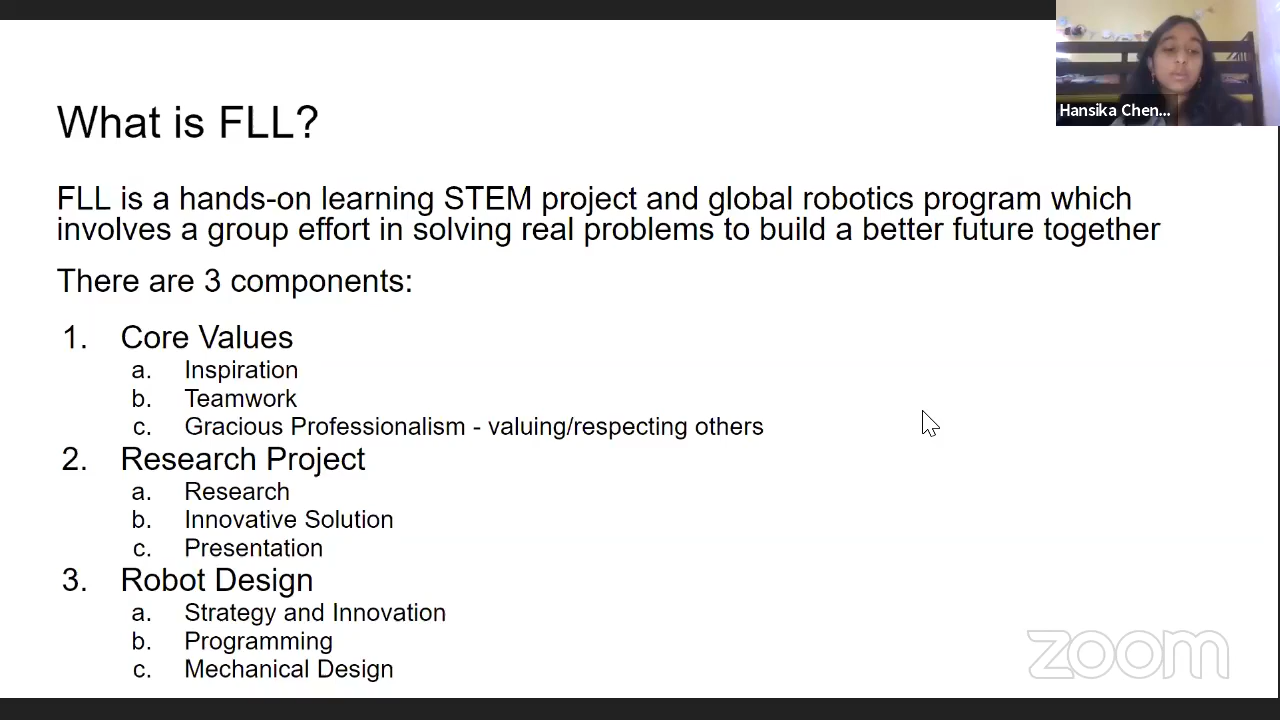 What is FLL?
Hansika Chen...
FLL is a hands-on learning STEM project and global robotics program which
involves a group effort in solving real problems to build a better future together
There are 3 components:
1. Core Values
a. Inspiration
b. Teamwork
c. Gracious Professionalism - valuing/respecting others
2. Research Project
a. Research
b. Innovative Solution
c. Presentation
3. Robot Design
a. Strategy and Innovation
b. Programming
c. Mechanical Design
zoom